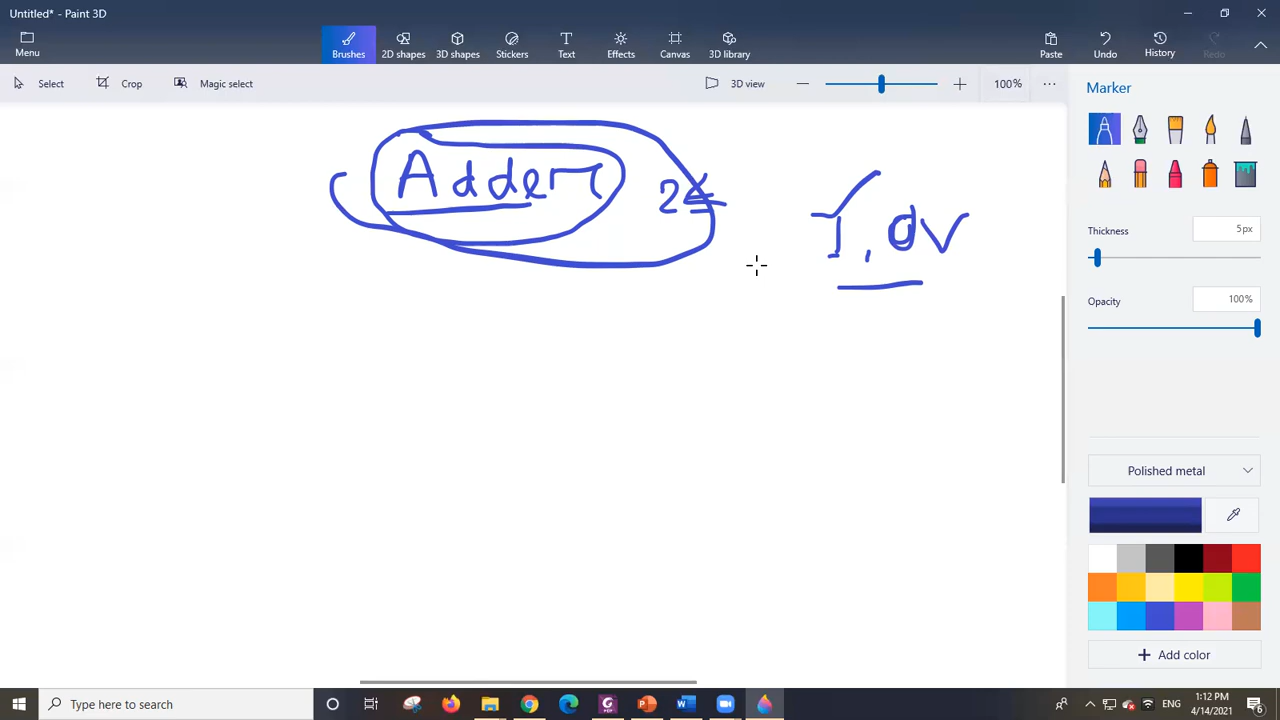 Untitled* - Paint 3D
Menu
Brushes
2D shapes
3D shapes
Stickers
Text
Effects
Canvas
3D library
Paste
Undo
History
Redo
Select
Crop
Magic select
3D view
100%
Marker
Adder
Thickness
5px
Opacity
100%
Polished metal
Add color
Type here to search
1:12 PM
4/14/2021
6